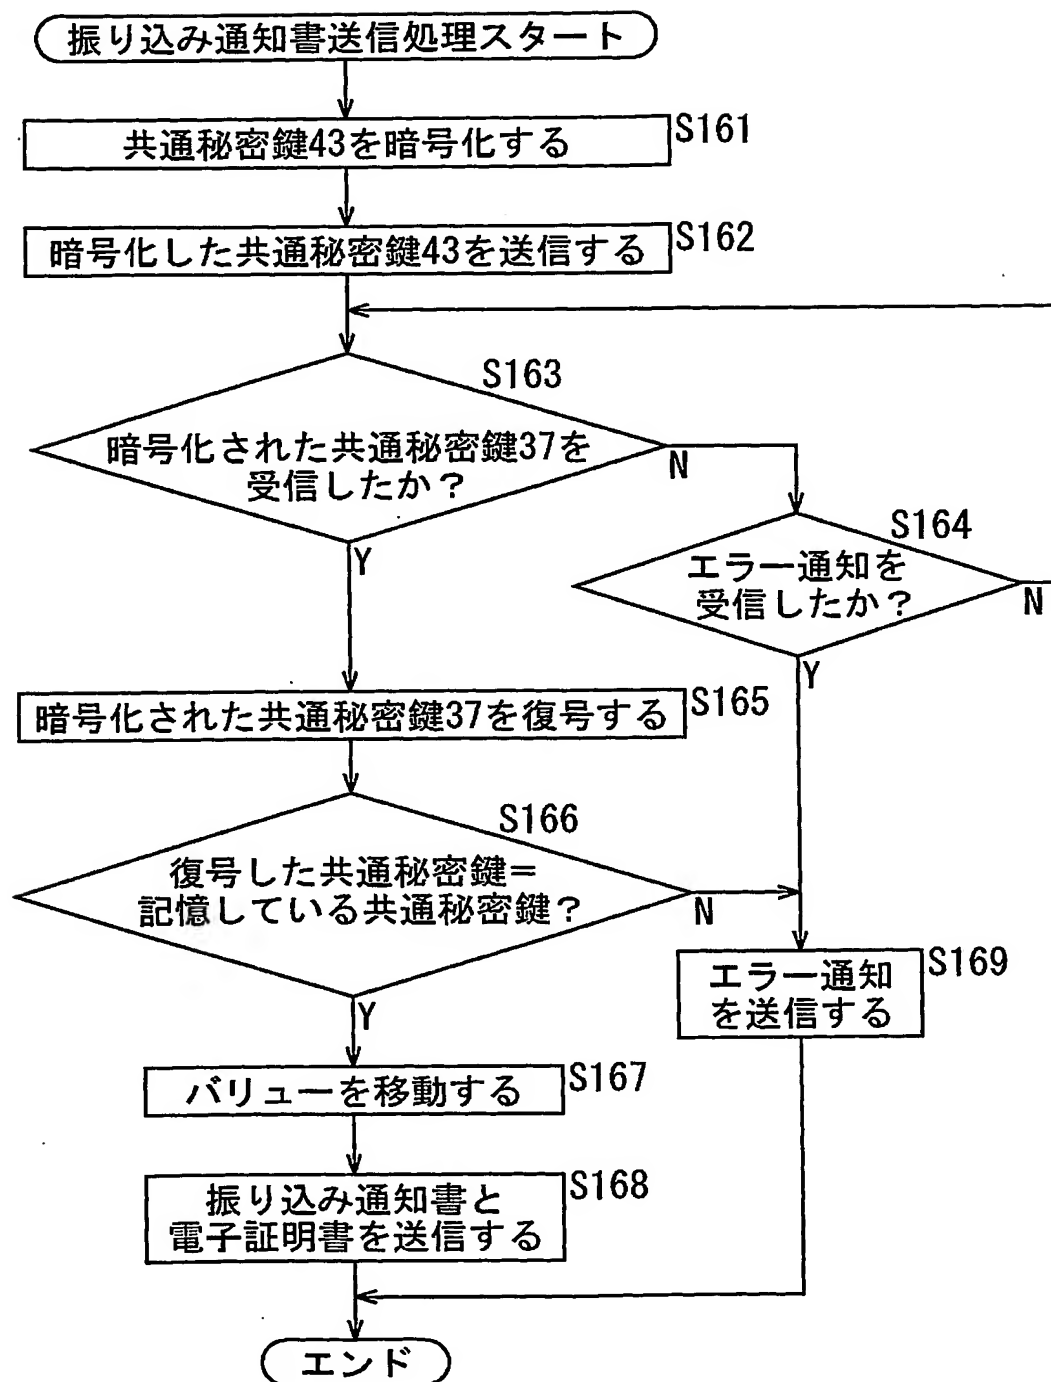 振り込み通知書送信処理スタート
共通秘密鍵43を暗号化する
S161
暗号化した共通秘密鍵43を送信する
S162
S163
暗号化された共通秘密鍵37を
受信したか?
N
Y
S164
エラー通知を
受信したか?
N
Y
暗号化された共通秘密鍵37を復号する
S165
S166
復号した共通秘密鍵=
記憶している共通秘密鍵?
N
Y
S169
エラー通知
を送信する
バリューを移動する
S167
振り込み通知書と
電子証明書を送信する
S168
エンド